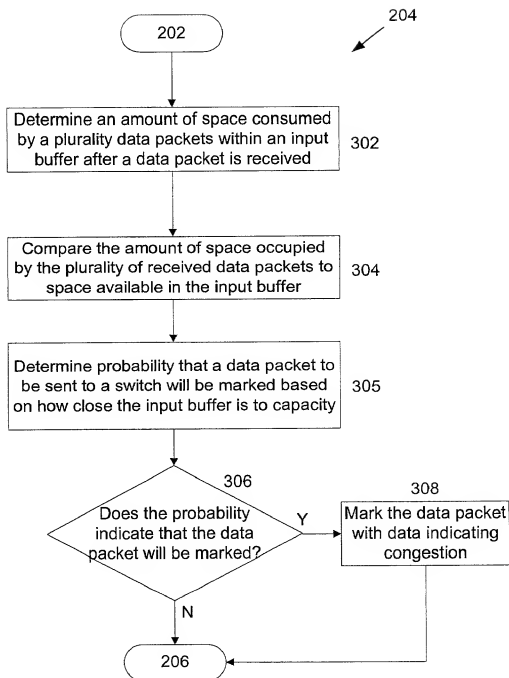 204
202
Determine an amount of space consumed
by a plurality data packets within an input
buffer after a data packet is received
302
Compare the amount of space occupied
by the plurality of received data packets to
space available in the input buffer
304
Determine probability that a data packet to
be sent to a switch will be marked based
on how close the input buffer is to capacity
305
306
Does the probability
indicate that the data
packet will be marked?
Y
308
Mark the data packet
with data indicating
congestion
N
206